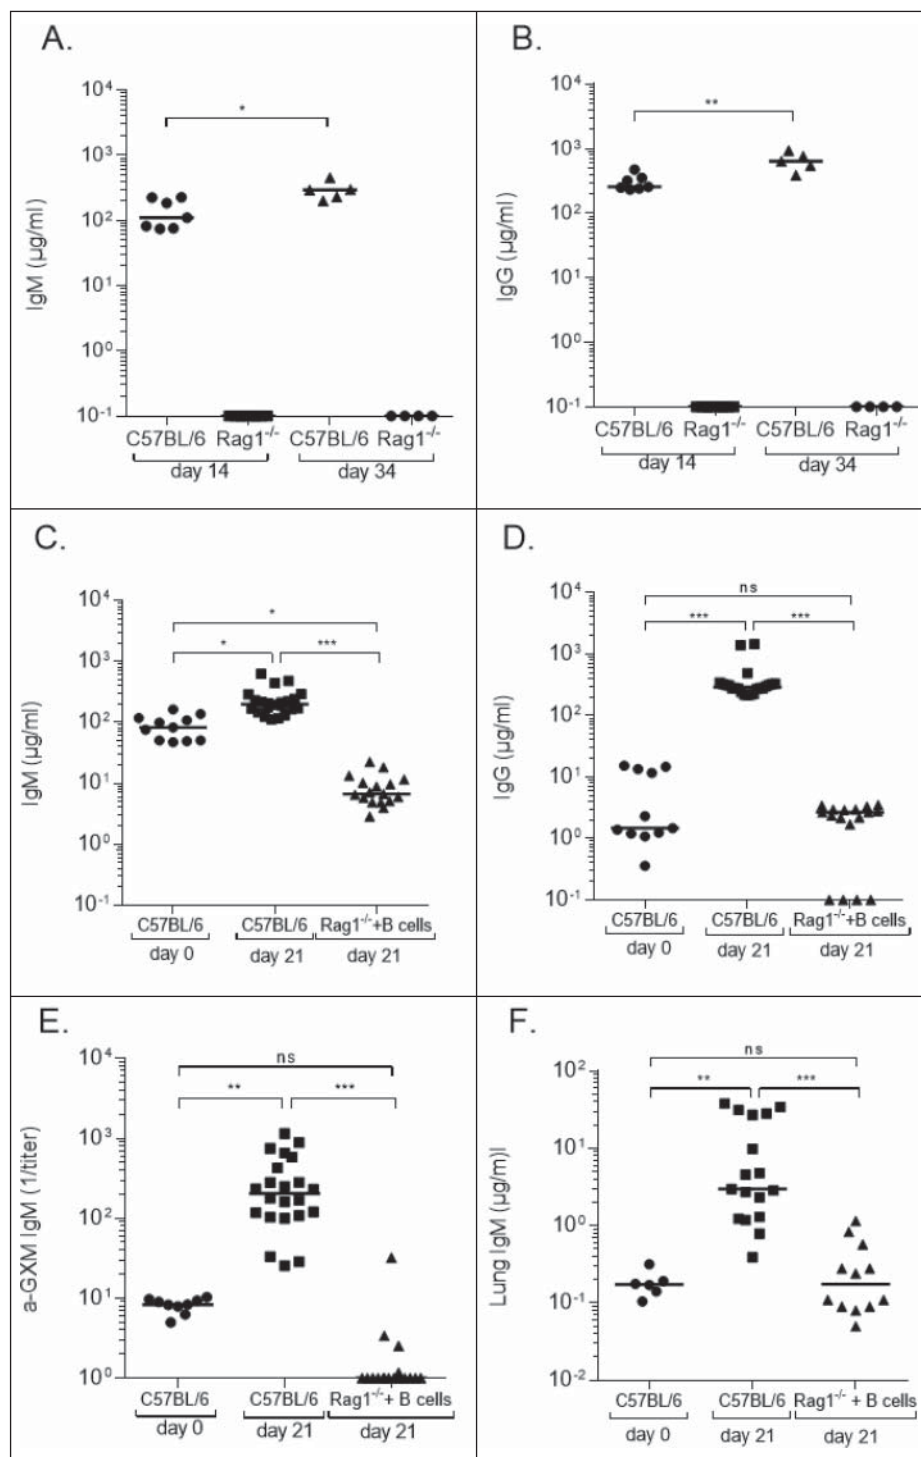 A.
10⁴
10³
10²
10¹
10⁰
10⁻¹
IgM (µg/ml)
*
C57BL/6 Rag1⁻/⁻ C57BL/6 Rag1⁻/⁻
day 14 day 34
B.
10⁴
10³
10²
10¹
10⁰
10⁻¹
IgG (µg/ml)
**
C57BL/6 Rag1⁻/⁻ C57BL/6 Rag1⁻/⁻
day 14 day 34
C.
10⁴
10³
10²
10¹
10⁰
10⁻¹
IgM (µg/ml)
*
* ***
C57BL/6 C57BL/6 Rag1⁻/⁻+B cells
day 0 day 21 day 21
D.
10⁴
10³
10²
10¹
10⁰
10⁻¹
IgG (µg/ml)
ns
*** ***
C57BL/6 C57BL/6 Rag1⁻/⁻+B cells
day 0 day 21 day 21
E.
10⁴
10³
10²
10¹
10⁰
a-GXM IgM (1/titer)
ns
** ***
C57BL/6 C57BL/6 Rag1⁻/⁻+ B cells
day 0 day 21 day 21
F.
10²
10¹
10⁰
10⁻¹
10⁻²
Lung IgM (µg/m)l
ns
** ***
C57BL/6 C57BL/6 Rag1⁻/⁻ + B cells
day 0 day 21 day 21